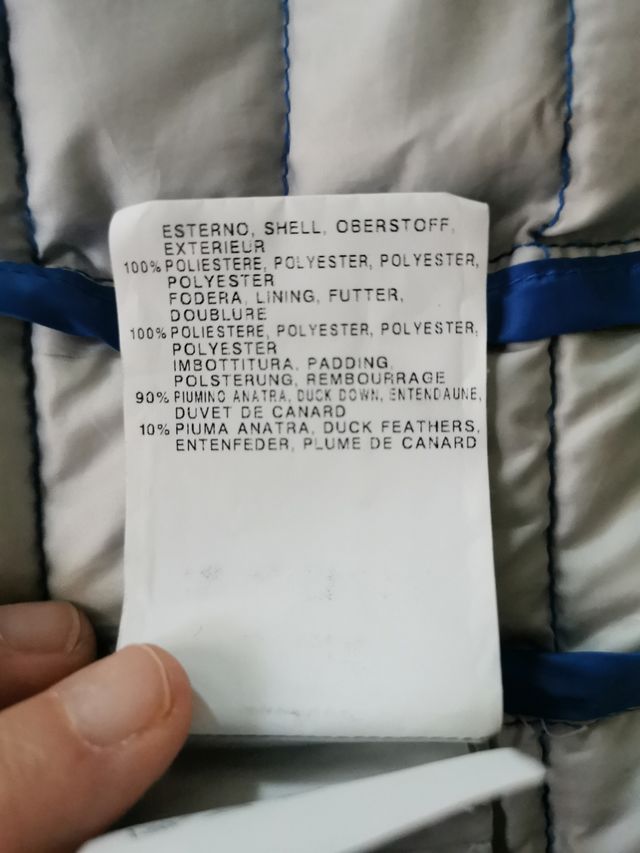 ESTERNO, SHELL, OBERSTOFF,
EXTERIEUR
100% POLIESTERE, POLYESTER, POLYESTER,
POLYESTER
FODERA, LINING, FUTTER,
DOUBLURE
100% POLIESTERE, POLYESTER, POLYESTER,
POLYESTER
IMBOTTITURA, PADDING,
POLSTERUNG, REMBOURRAGE
90% PIUMINO ANATRA, DUCK DOWN, ENTENDAUNE,
DUVET DE CANARD
10% PIUMA ANATRA, DUCK FEATHERS,
ENTENFEDER, PLUME DE CANARD